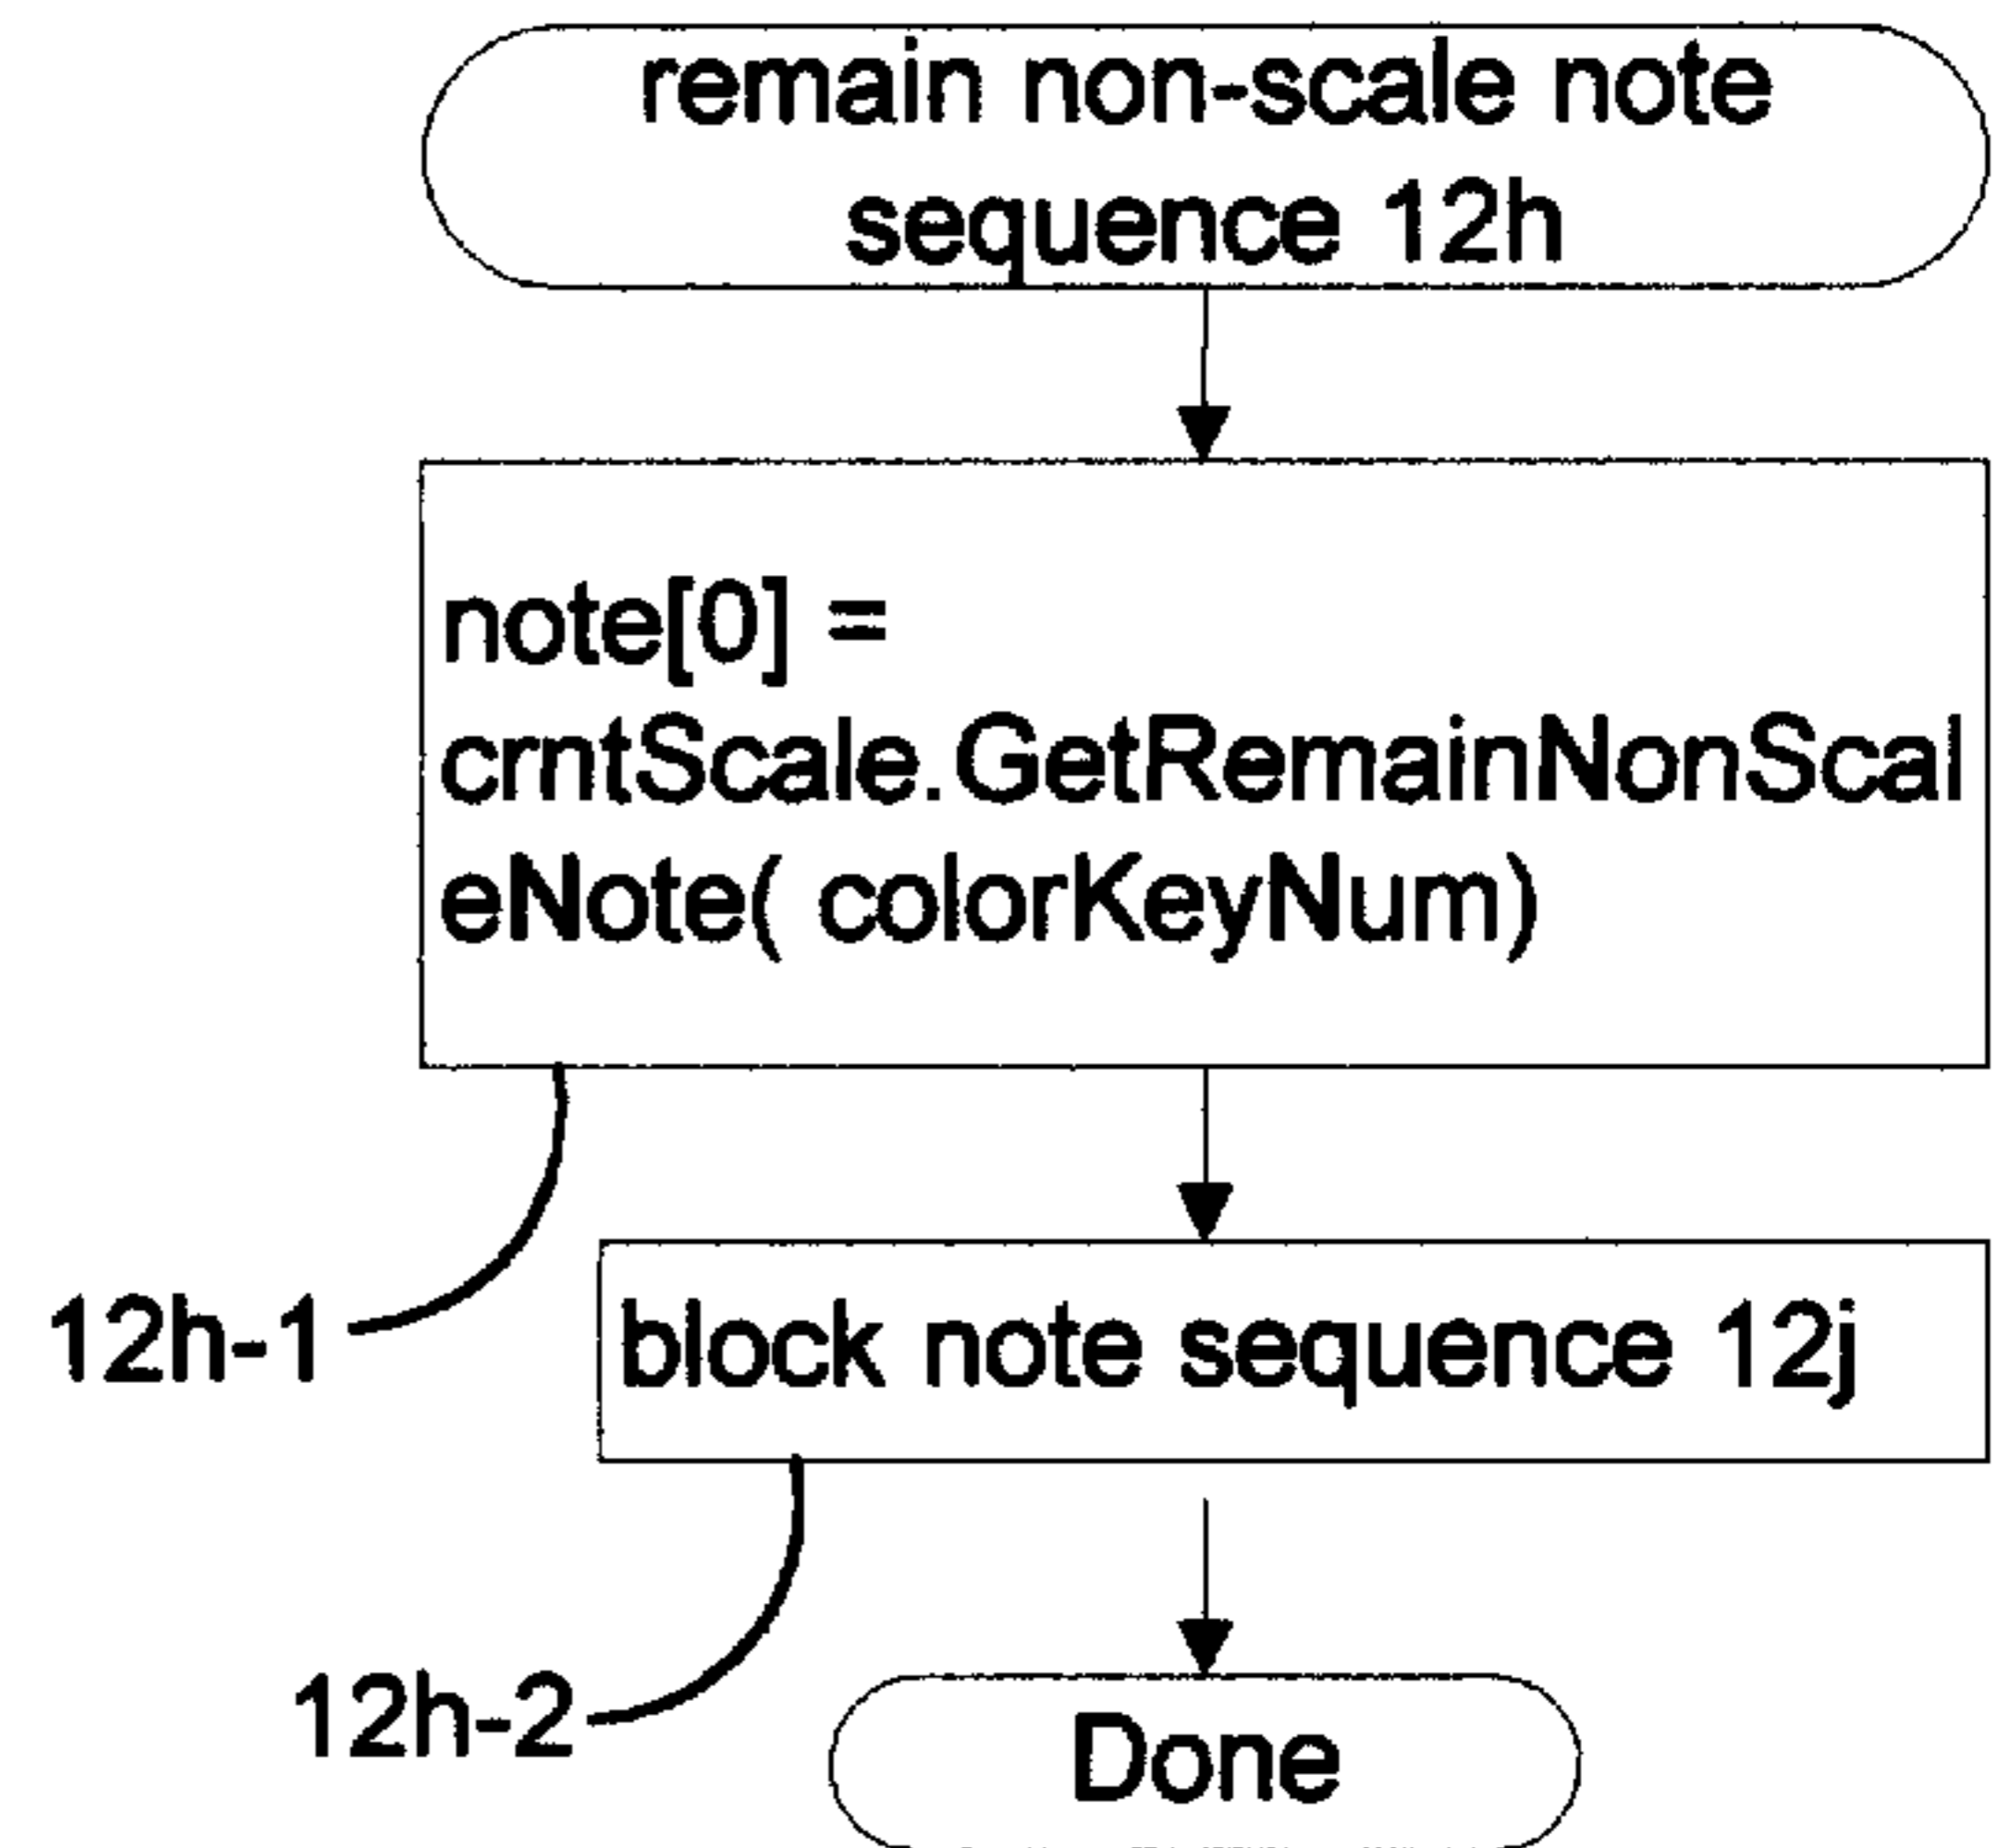 remain non-scale note
sequence 12h
note[0] =
crntScale.GetRemainNonScal
eNote( colorKeyNum)
12h-1
block note sequence 12j
12h-2
Done